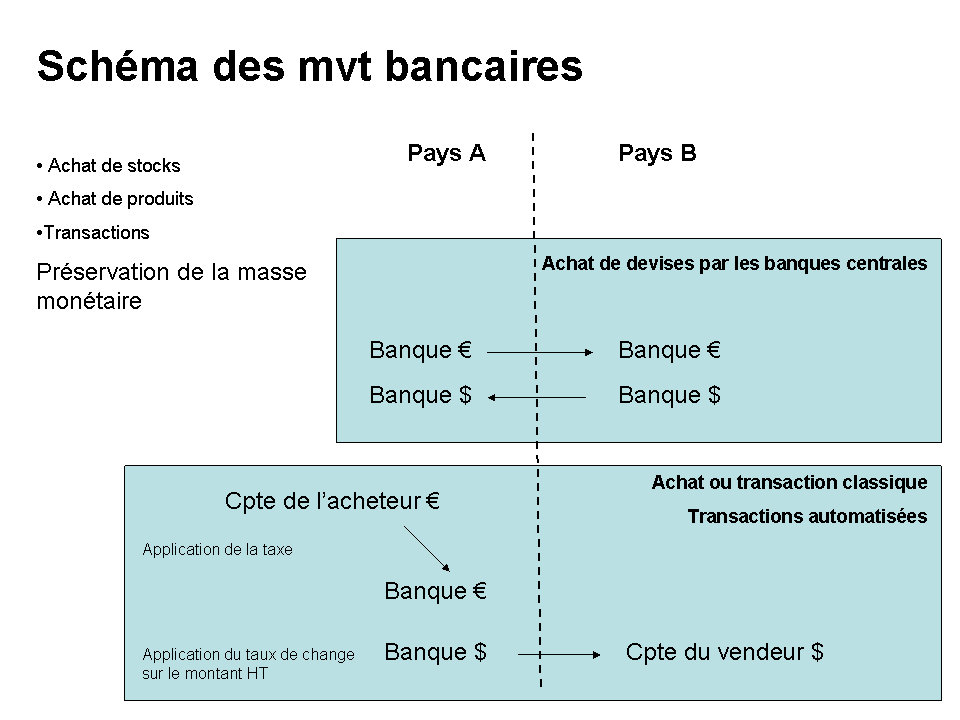 Schéma des mvt bancaires
• Achat de stocks
• Achat de produits
•Transactions
Préservation de la masse
monétaire
Pays A
Pays B
Achat de devises par les banques centrales
Banque €
Banque €
Banque $
Banque $
Achat ou transaction classique
Transactions automatisées
Cpte de l’acheteur €
Application de la taxe
Banque €
Application du taux de change
sur le montant HT
Banque $
Cpte du vendeur $